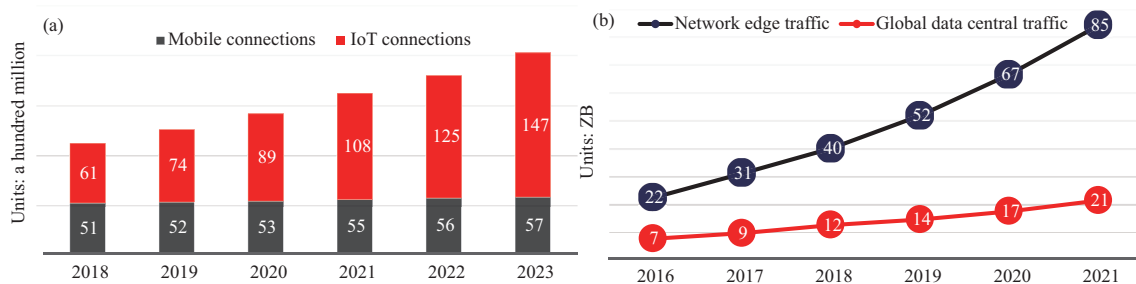 (a)
Mobile connections IoT connections
Units: a hundred million
61 74 89 108 125 147
51 52 53 55 56 57
2018 2019 2020 2021 2022 2023
(b)
Network edge traffic Global data central traffic
Units: ZB
22 31 40 52 67 85
7 9 12 14 17 21
2016 2017 2018 2019 2020 2021